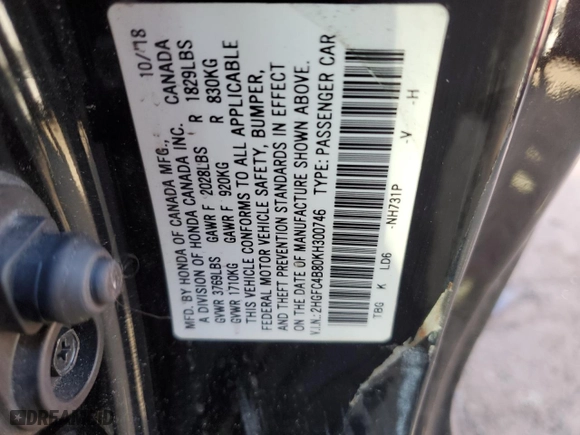 MFD. BY HONDA OF CANADA MFG., 10/'18
A DIVISION OF HONDA CANADA INC. CANADA
GVWR 3769LBS GAWR F 2028LBS R 1829LBS
GVWR 1710KG GAWR F 920KG R 830KG
THIS VEHICLE CONFORMS TO ALL APPLICABLE
FEDERAL MOTOR VEHICLE SAFETY, BUMPER,
AND THEFT PREVENTION STANDARDS IN EFFECT
ON THE DATE OF MANUFACTURE SHOWN ABOVE.
V.I.N.: 2HGFC4B80KH300746 TYPE: PASSENGER CAR
-NH731P -V -H
TBG K LD6
DREAMBID